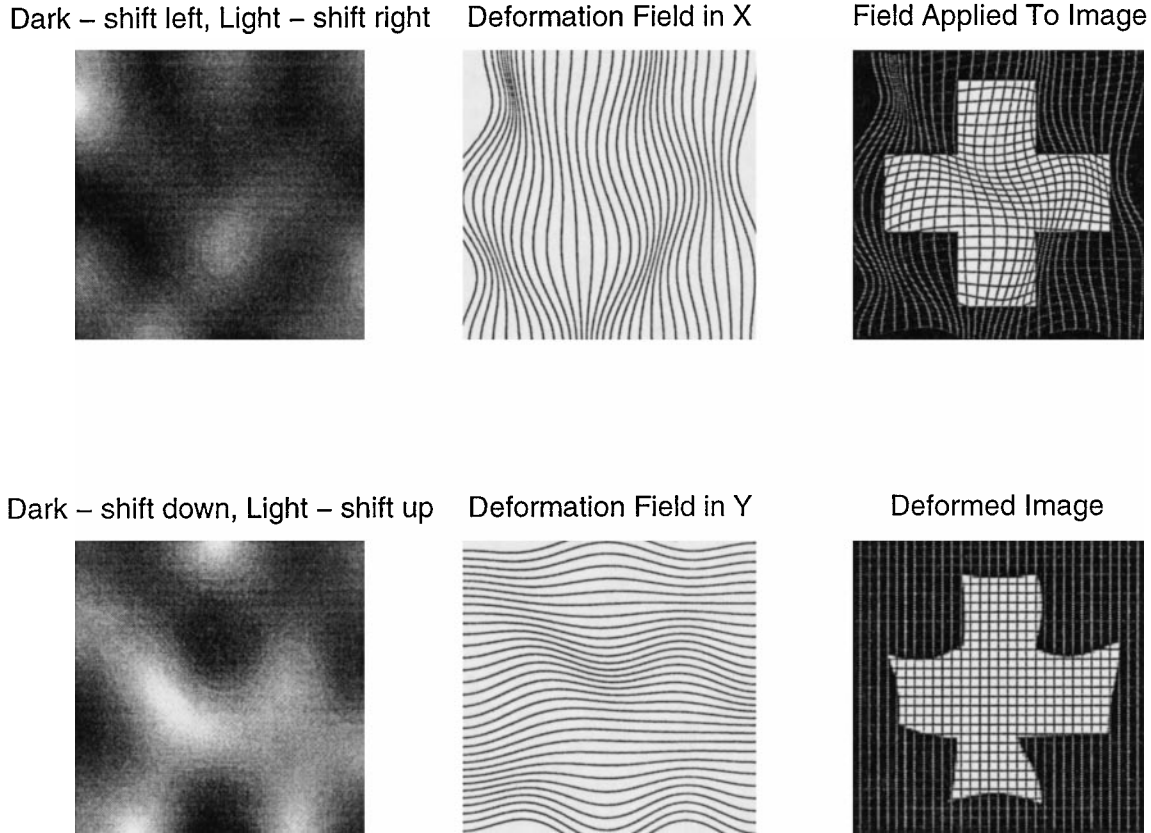 Dark – shift left, Light – shift right
Deformation Field in X
Field Applied To Image
Dark – shift down, Light – shift up
Deformation Field in Y
Deformed Image